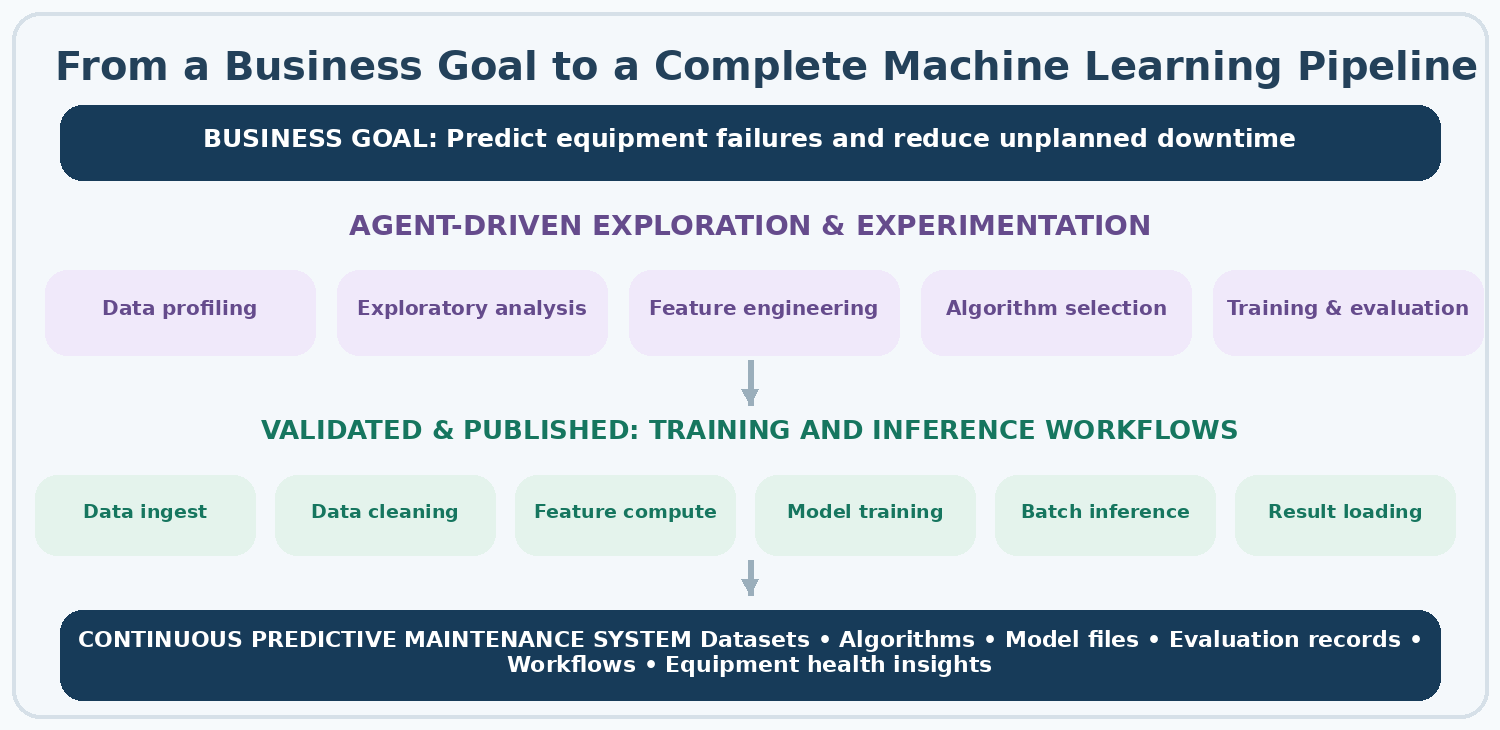 From a Business Goal to a Complete Machine Learning Pipeline
BUSINESS GOAL: Predict equipment failures and reduce unplanned downtime
AGENT-DRIVEN EXPLORATION & EXPERIMENTATION
Data profiling
Exploratory analysis
Feature engineering
Algorithm selection
Training & evaluation
VALIDATED & PUBLISHED: TRAINING AND INFERENCE WORKFLOWS
Data ingest
Data cleaning
Feature compute
Model training
Batch inference
Result loading
CONTINUOUS PREDICTIVE MAINTENANCE SYSTEM Datasets • Algorithms • Model files • Evaluation records •
Workflows • Equipment health insights